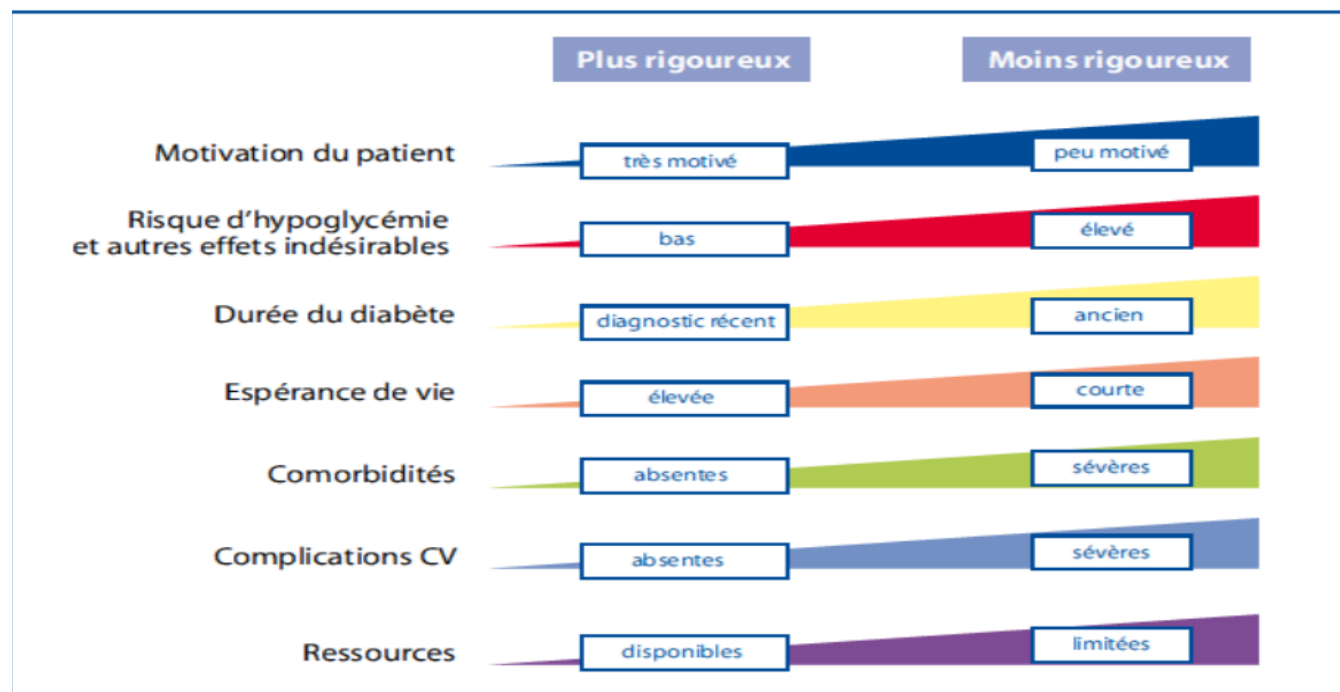 Plus rigoureux
Moins rigoureux
Motivation du patient
très motivé
peu motivé
Risque d’hypoglycémie
et autres effets indésirables
bas
élevé
Durée du diabète
diagnostic récent
ancien
Espérance de vie
élevée
courte
Comorbidités
absentes
sévères
Complications CV
absentes
sévères
Ressources
disponibles
limitées